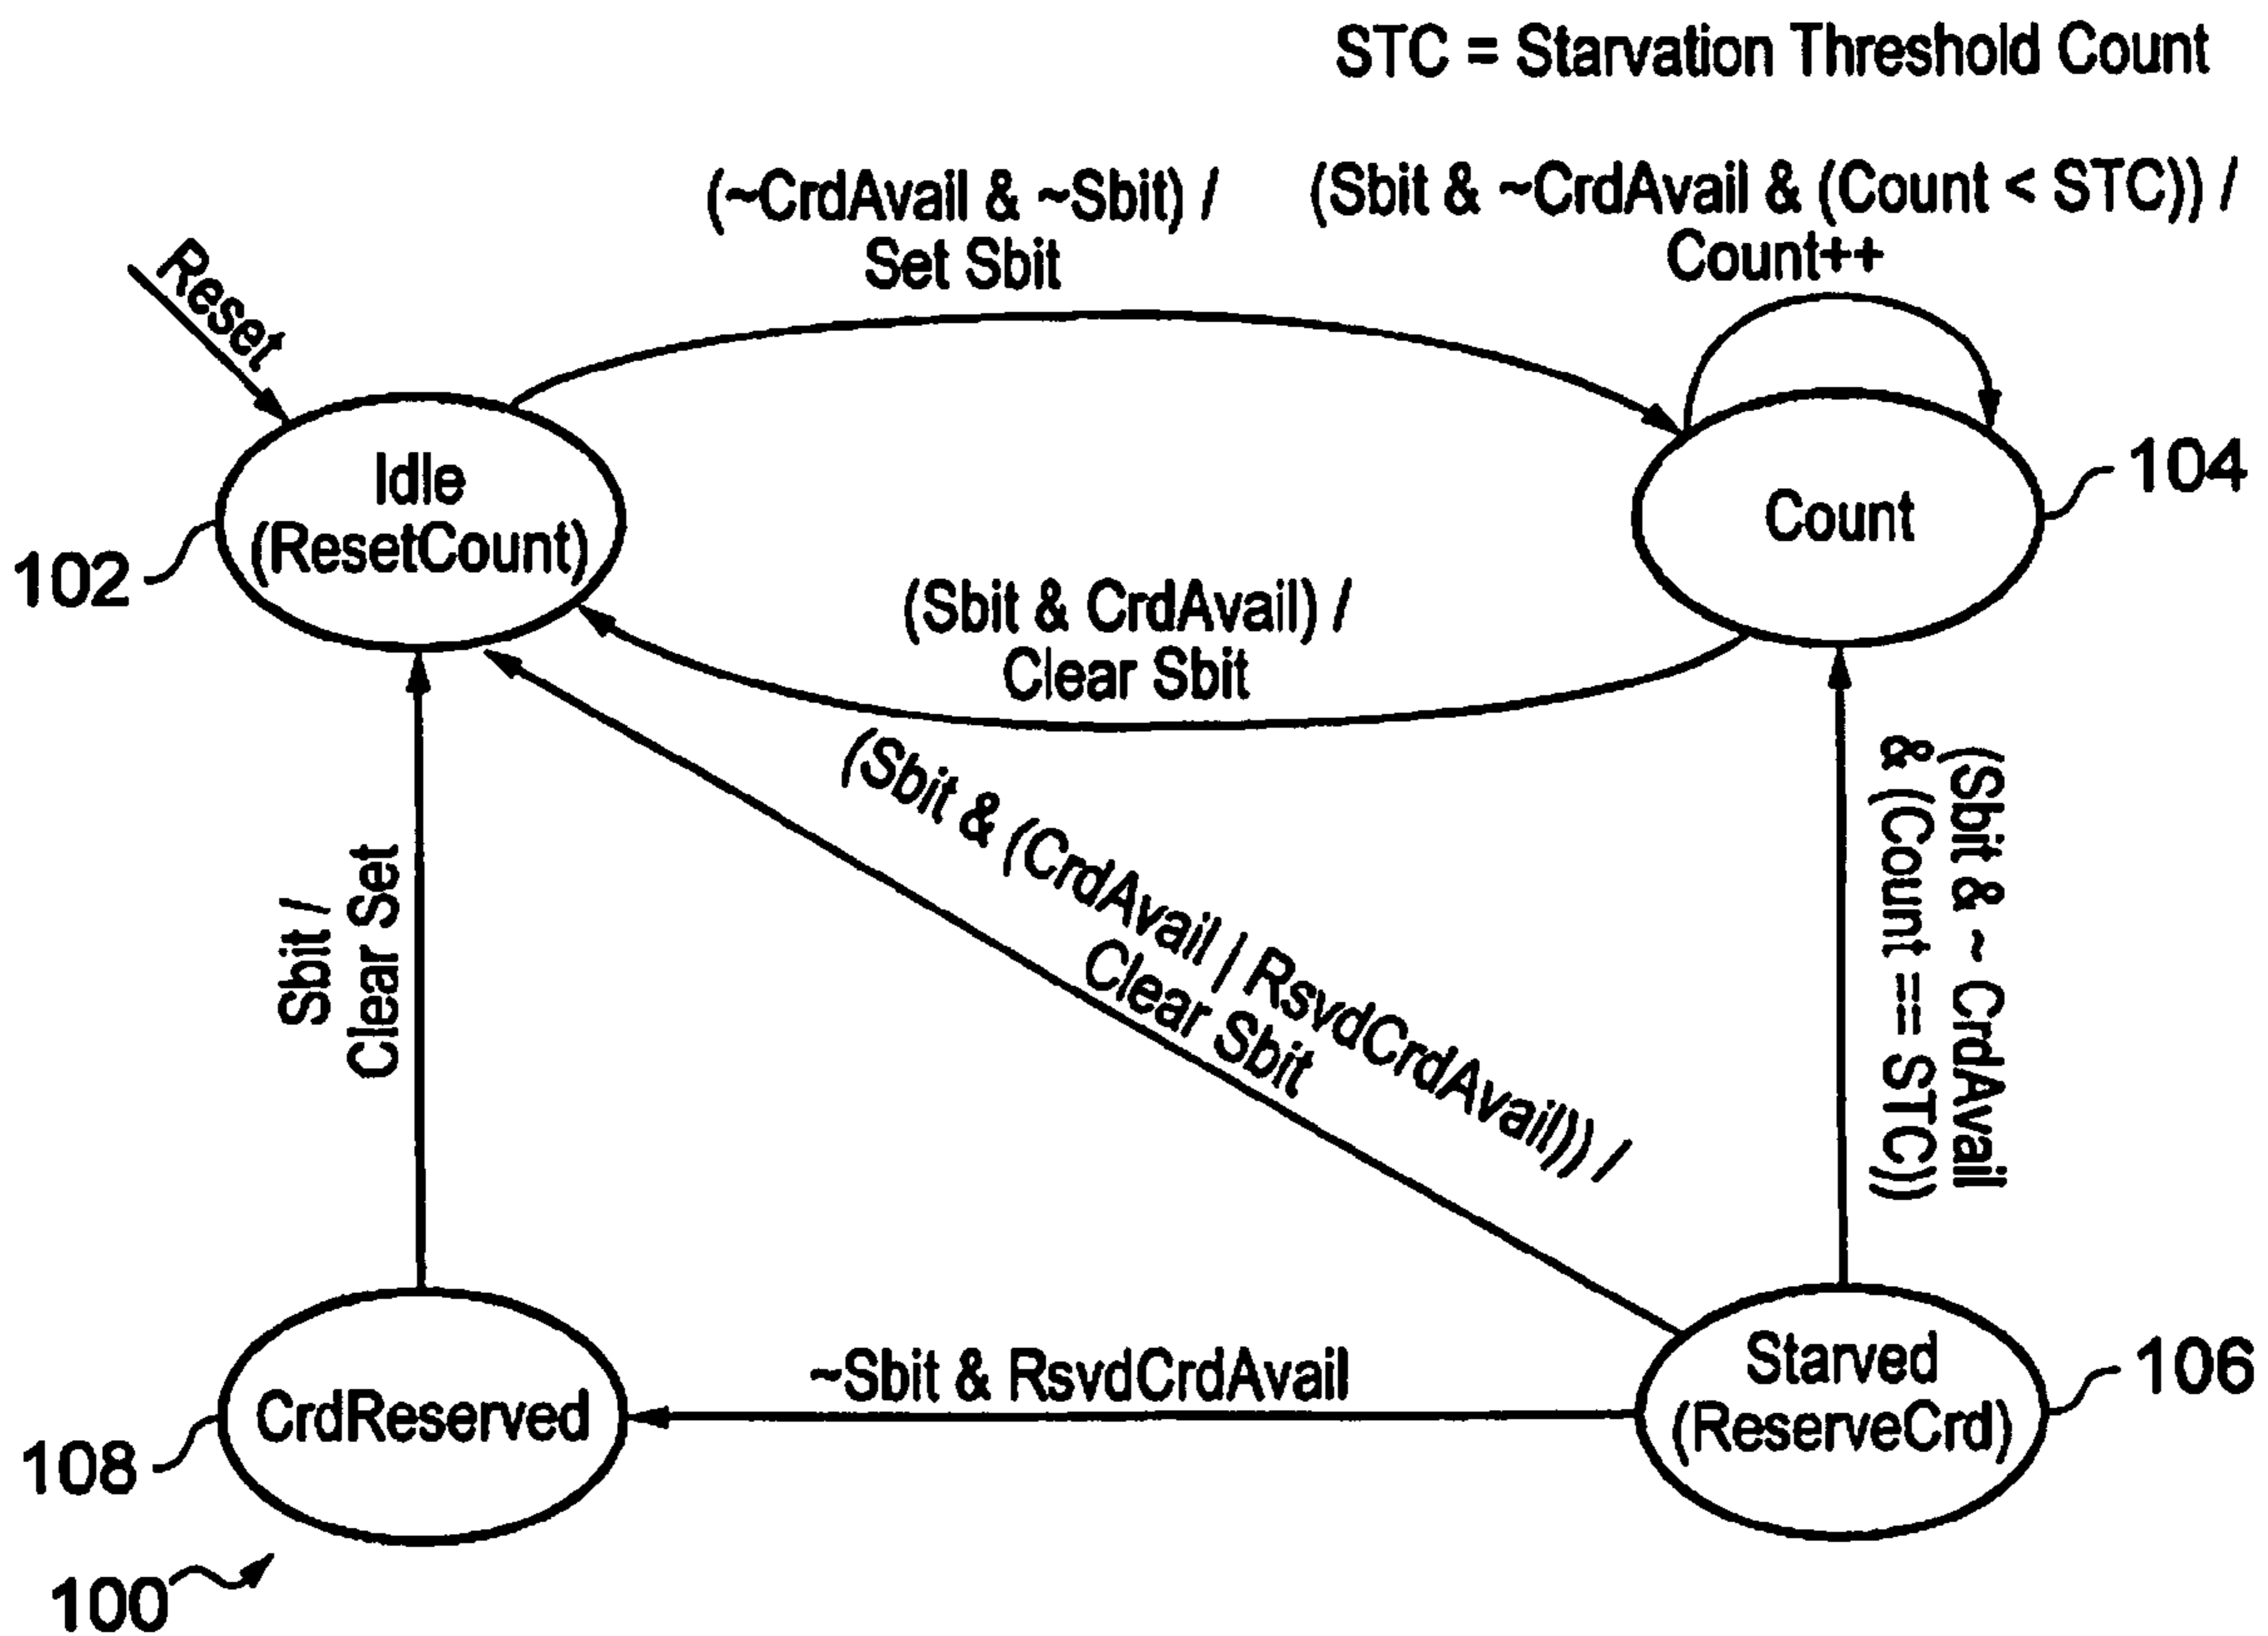 STC = Starvation Threshold Count
(~CrdAvail & ~Sbit) /
Set Sbit
(Sbit & ~CrdAvail & (Count < STC)) /
Count++
Reset
Idle
(ResetCount)
102
Count
104
(Sbit & CrdAvail) /
Clear Sbit
(Sbit & (CrdAvail | RsvdCrdAvail)) /
Clear Sbit
(Sbit & ~ CrdAvail
& (Count == STC))
Sbit /
Clear Set
~Sbit & RsvdCrdAvail
CrdReserved
108
Starved
(ReserveCrd)
106
100